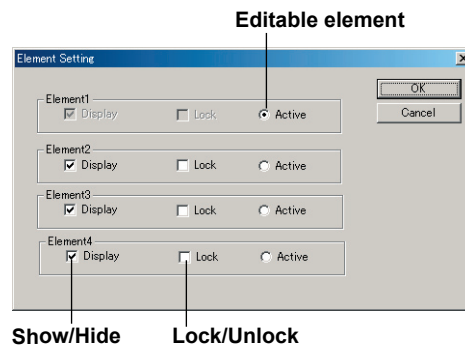 Editable element
Element Setting
OK
Cancel
Element1
Display Lock Active
Element2
Display Lock Active
Element3
Display Lock Active
Element4
Display Lock Active
Show/Hide Lock/Unlock